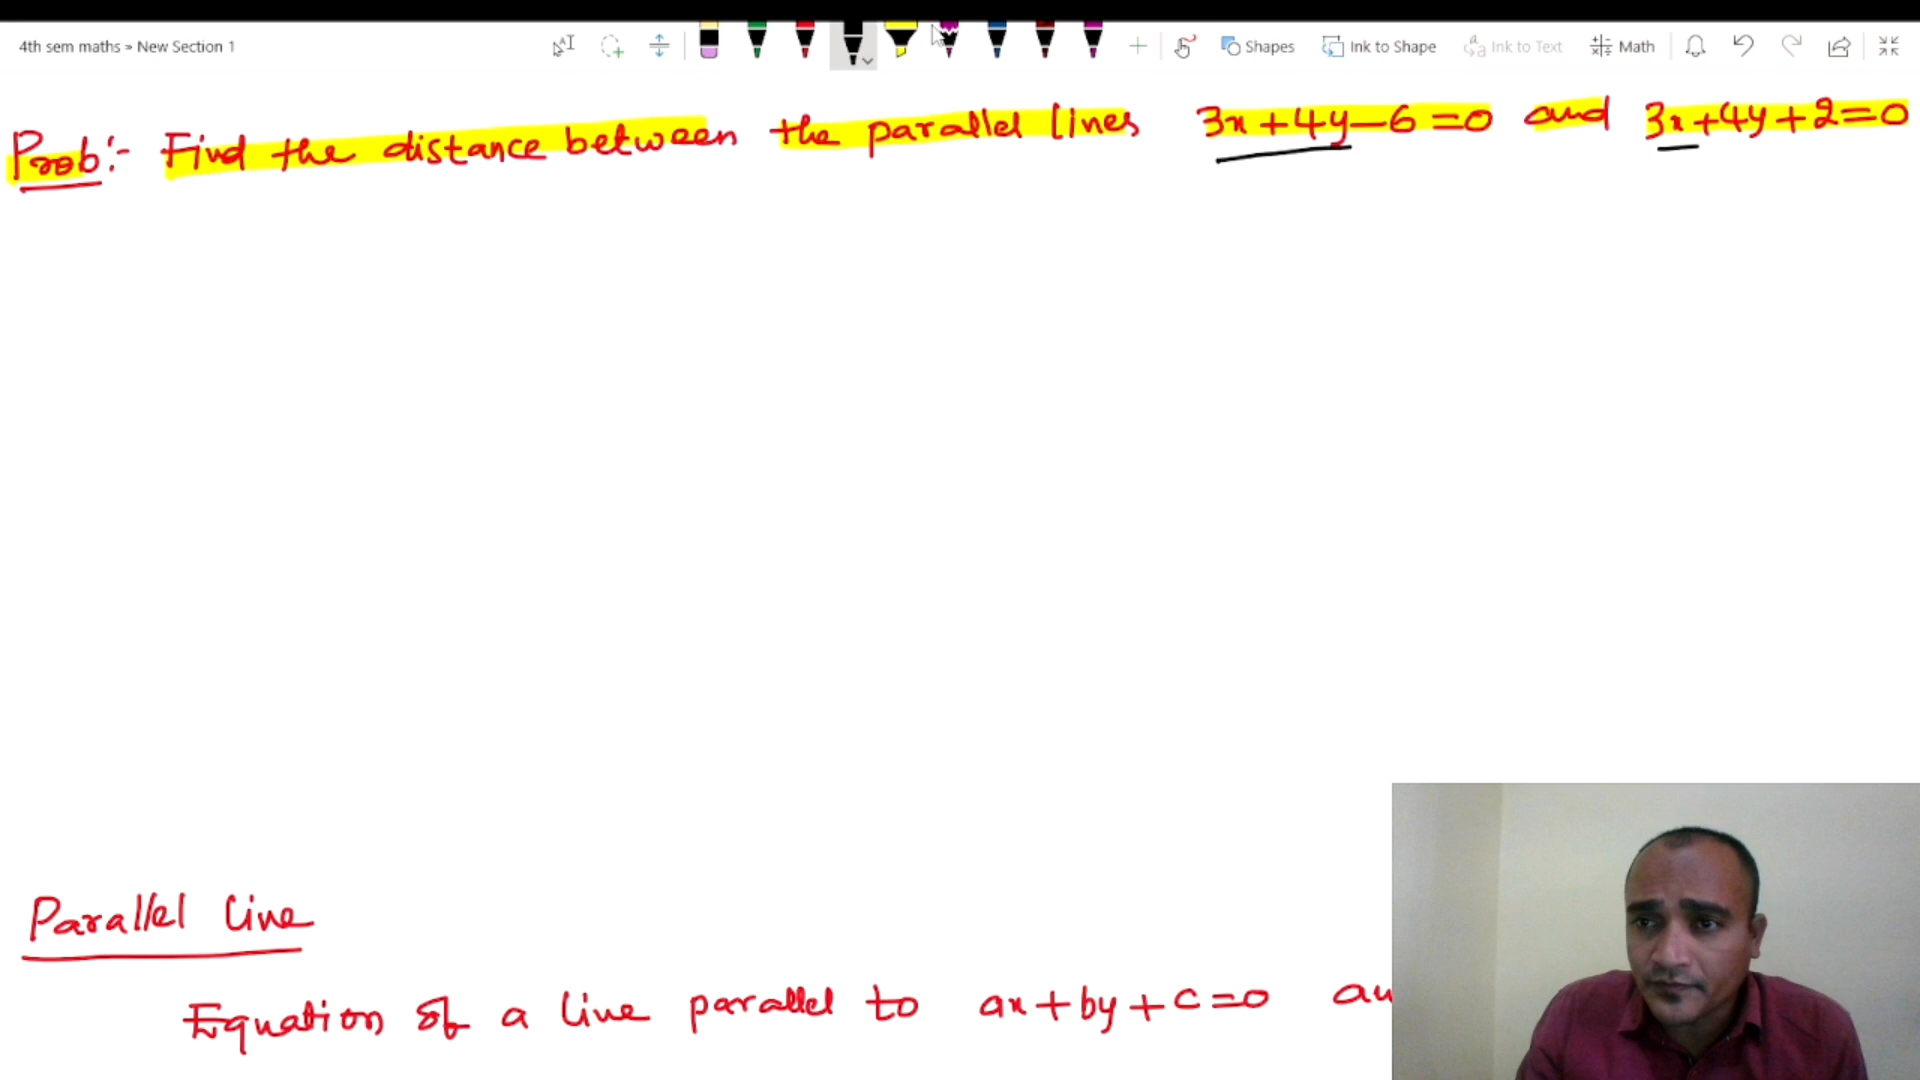 4th sem maths » New Section 1
Shapes
Ink to Shape
Ink to Text
Math
Prob:- Find the distance between the parallel lines 3x+4y-6=0 and 3x+4y+2=0
Parallel line
Equation of a line parallel to ax+by+c=0